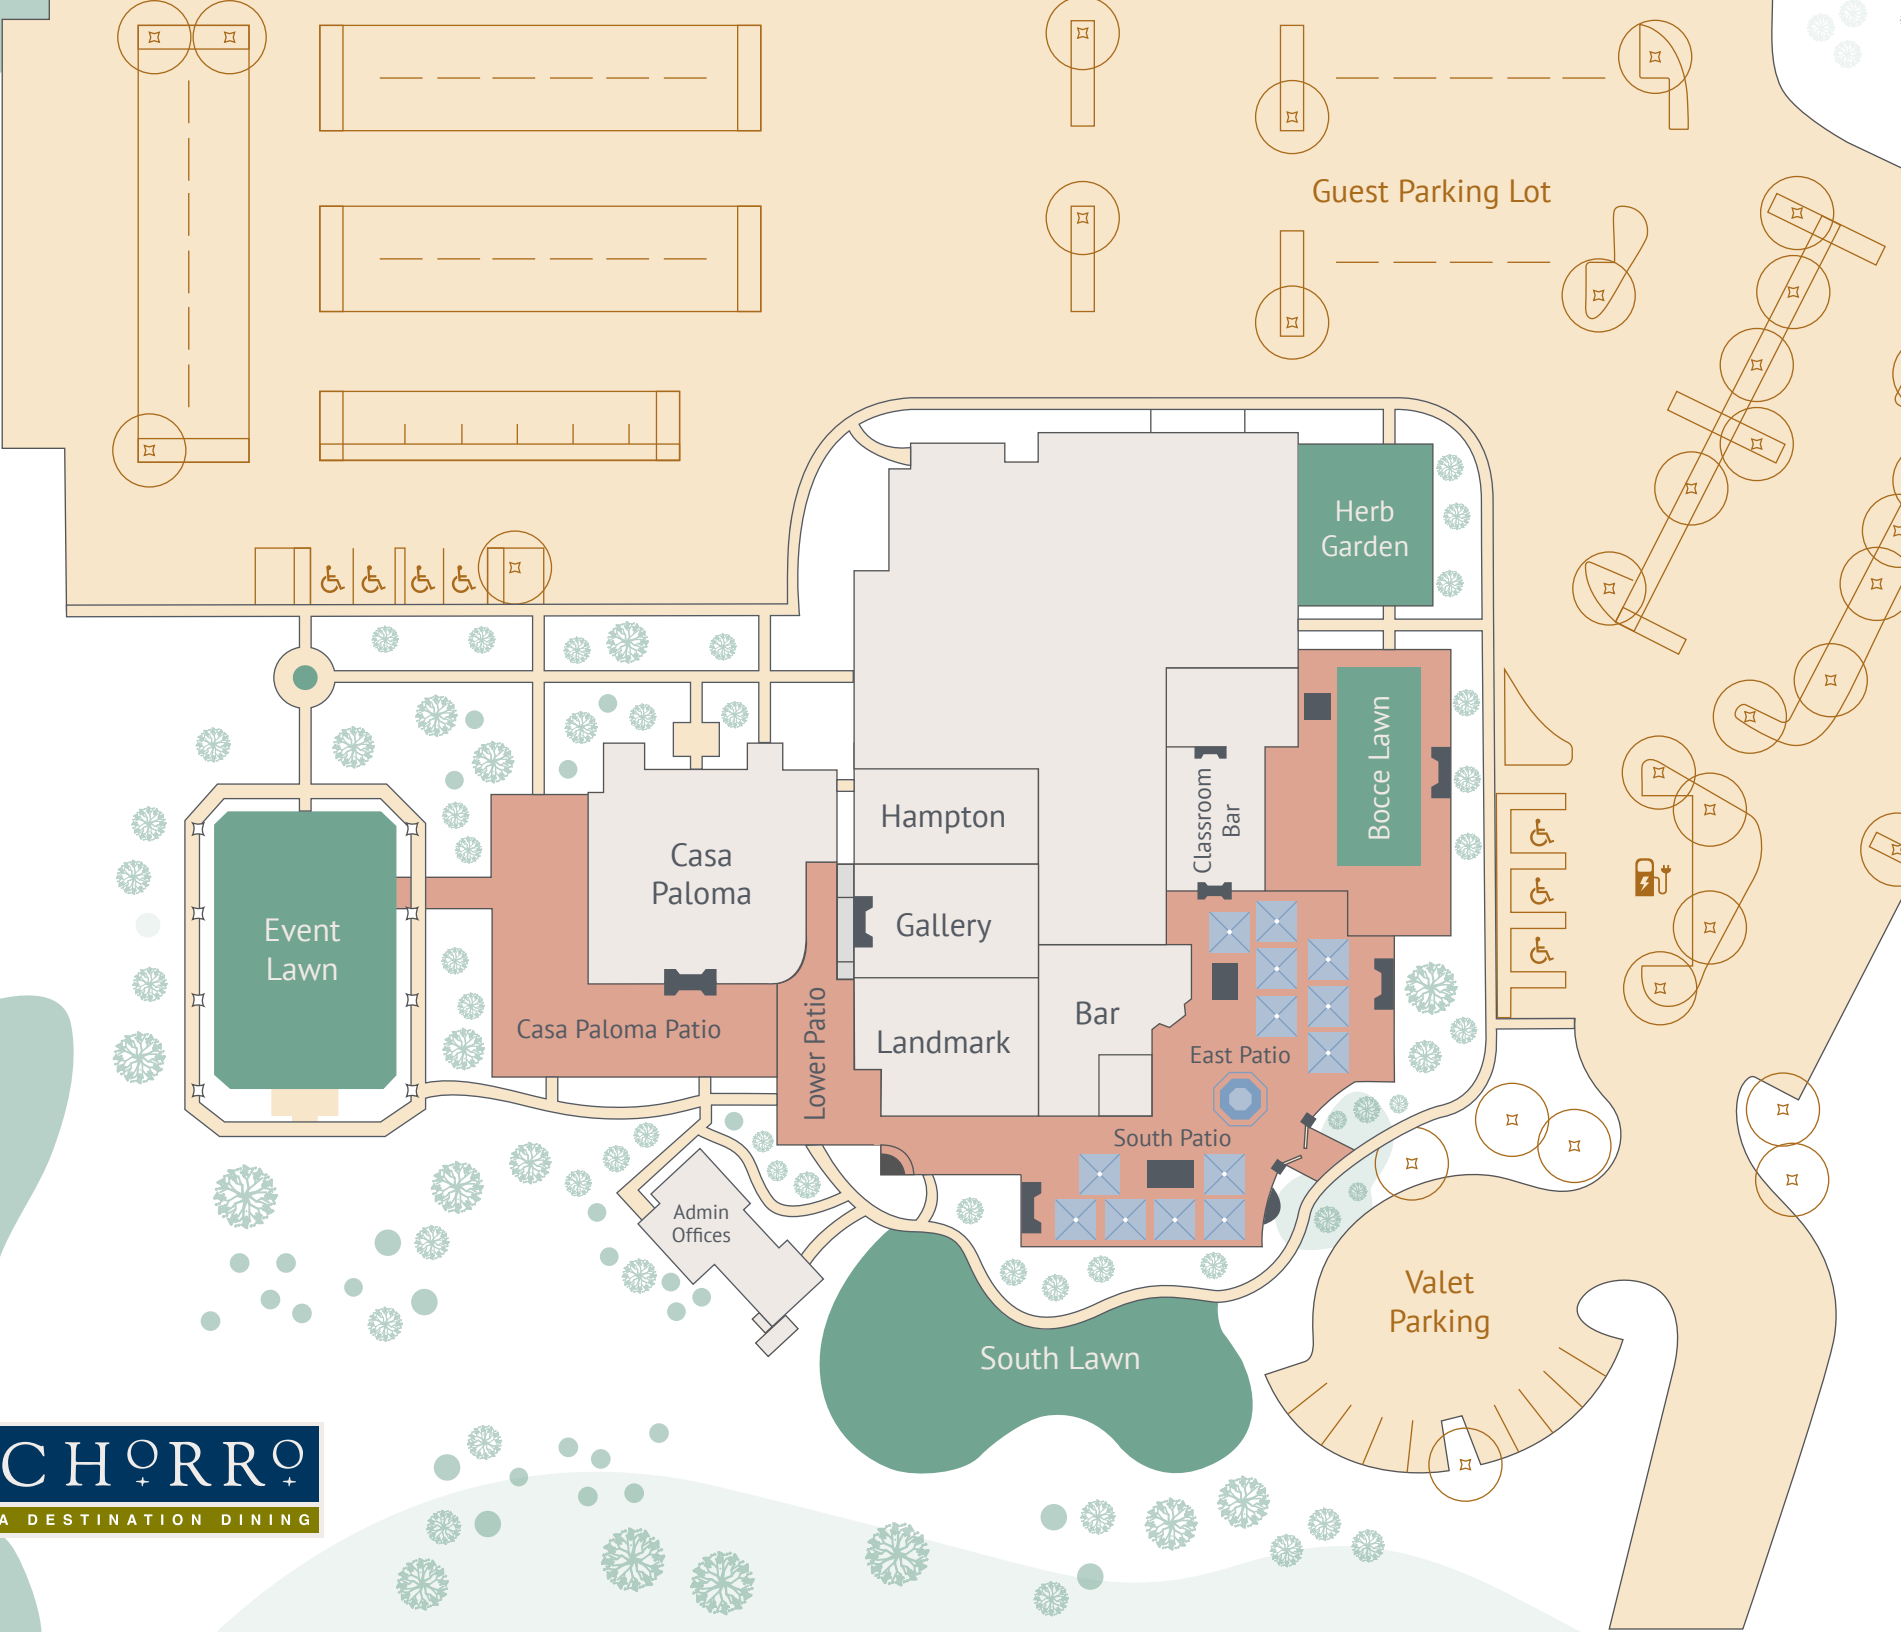 Guest Parking Lot
Herb
Garden
Bocce Lawn
Classroom
Bar
Hampton
Casa
Paloma
Gallery
Event
Lawn
Casa Paloma Patio
Lower Patio
Landmark
Bar
East Patio
South Patio
Admin
Offices
Valet
Parking
South Lawn
CHORRO
A DESTINATION DINING